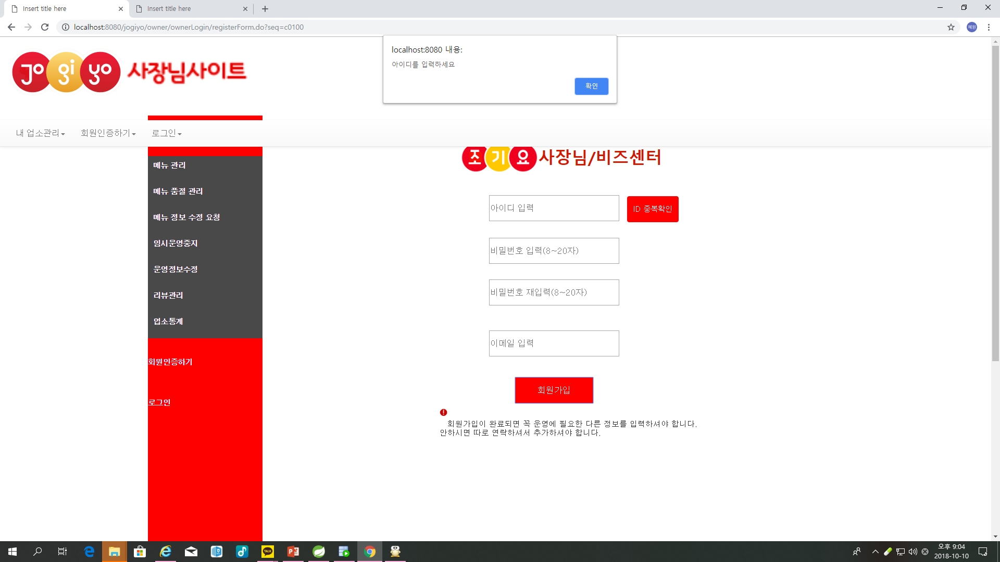 Insert title here
Insert title here
localhost:8080/jogiyo/owner/ownerLogin/registerForm.do?seq=c0100
혜원
localhost:8080 내용:
아이디를 입력하세요
확인
Jo gi yo 사장님사이트
내 업소관리
회원인증하기
로그인
조기요 사장님/비즈센터
메뉴 관리
메뉴 품절 관리
메뉴 정보 수정 요청
임시운영중지
운영정보수정
리뷰관리
업소통계
회원인증하기
로그인
아이디 입력
ID 중복확인
비밀번호 입력(8~20자)
비밀번호 재입력(8~20자)
이메일 입력
회원가입
회원가입이 완료되면 꼭 운영에 필요한 다른 정보를 입력하셔야 합니다.
안하시면 따로 연락하셔서 추가하셔야 합니다.
TALK
오후 9:04
2018-10-10